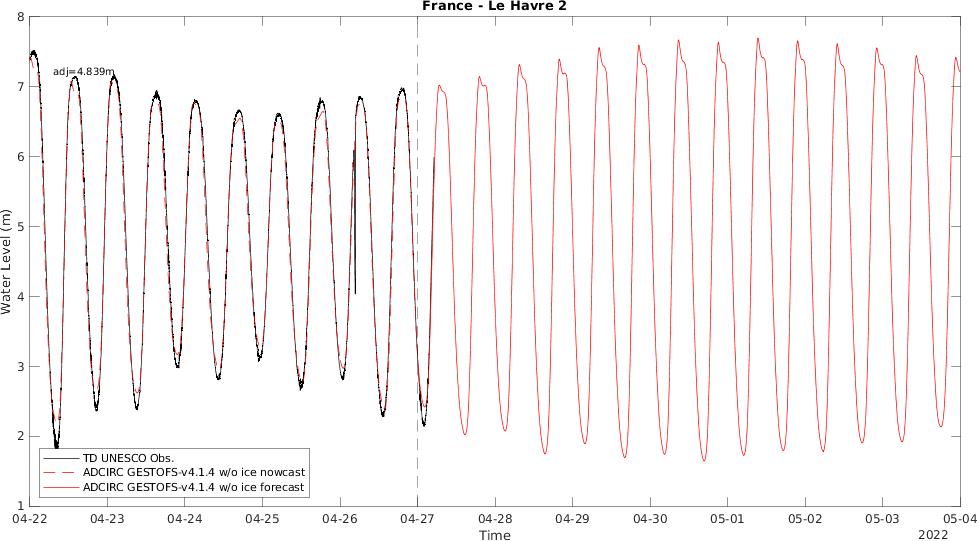 France - Le Havre 2
8
adj=4.839m
7
6
5
4
3
2
1
Water Level (m)
TD UNESCO Obs.
ADCIRC GESTOFS-v4.1.4 w/o ice nowcast
ADCIRC GESTOFS-v4.1.4 w/o ice forecast
04-22 04-23 04-24 04-25 04-26 04-27 04-28 04-29 04-30 05-01 05-02 05-03 05-04
Time
2022